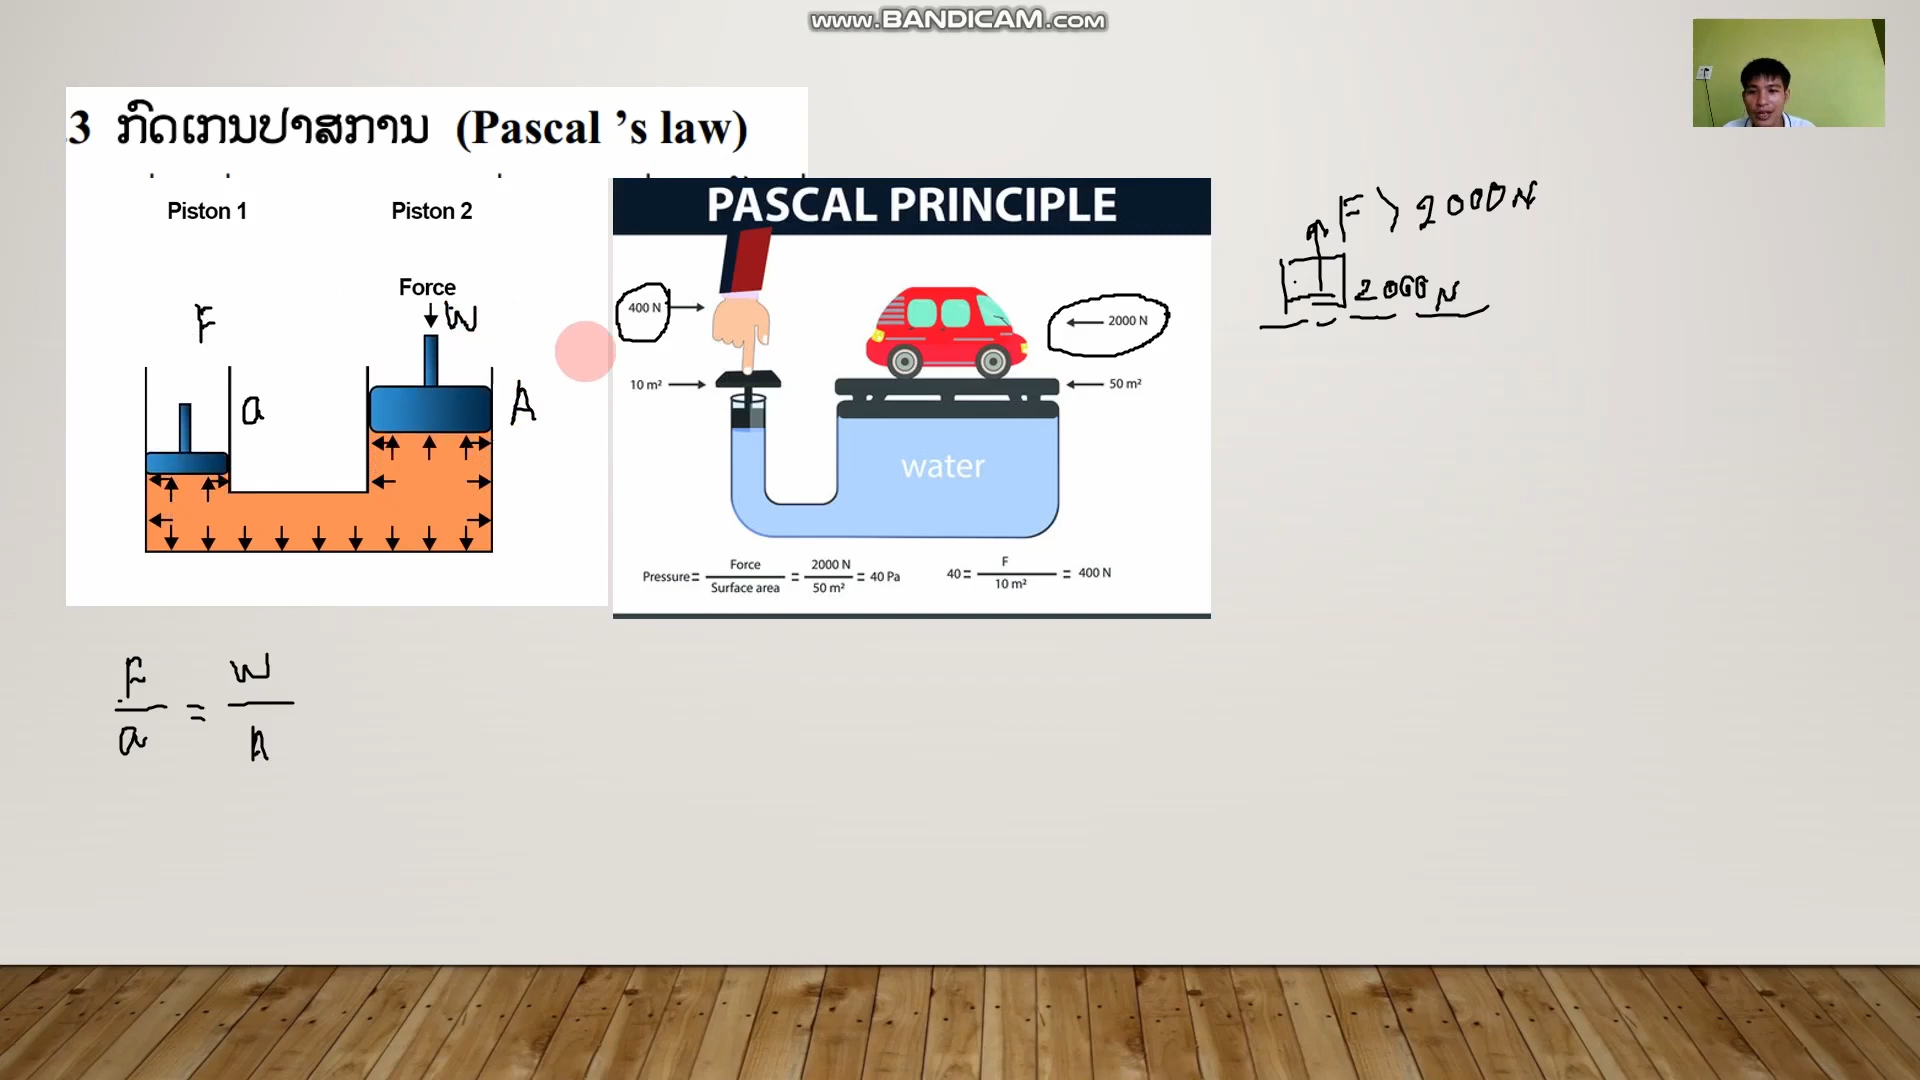 www.BANDICAM.com
.3 ກົດເກນປາສການ (Pascal ’s law)
Piston 1
Piston 2
Force
W
F
a
A
PASCAL PRINCIPLE
400 N
2000 N
10 m²
50 m²
water
Pressure = Force / Surface area = 2000 N / 50 m² = 40 Pa
40 = F / 10 m² = 400 N
F > 2000 N
2000 N
F / a = W / A